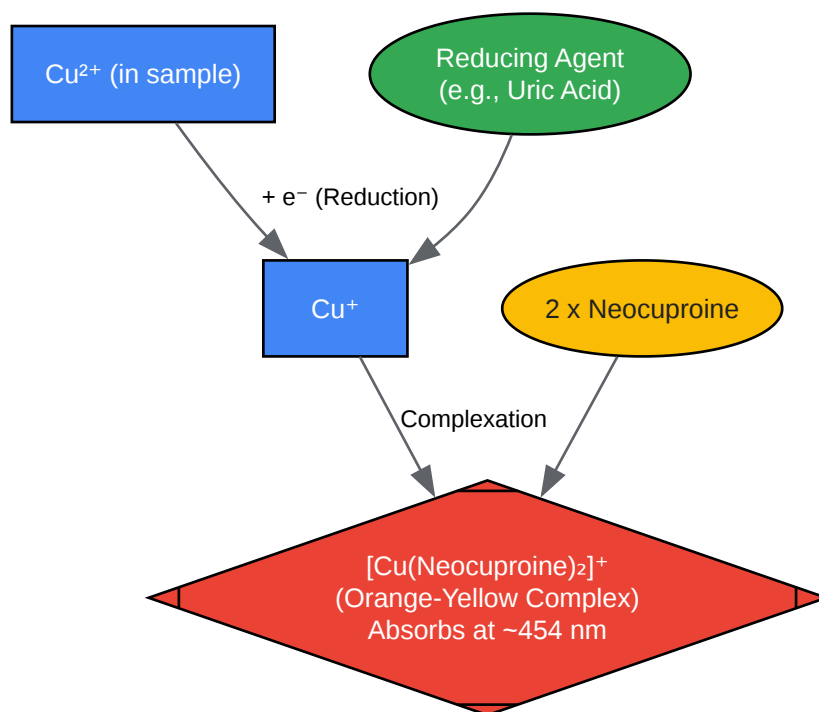 Cu²⁺ (in sample)
Reducing Agent
(e.g., Uric Acid)
+ e⁻ (Reduction)
Cu⁺
2 x Neocuproine
Complexation
[Cu(Neocuproine)₂]⁺
(Orange-Yellow Complex)
Absorbs at ~454 nm